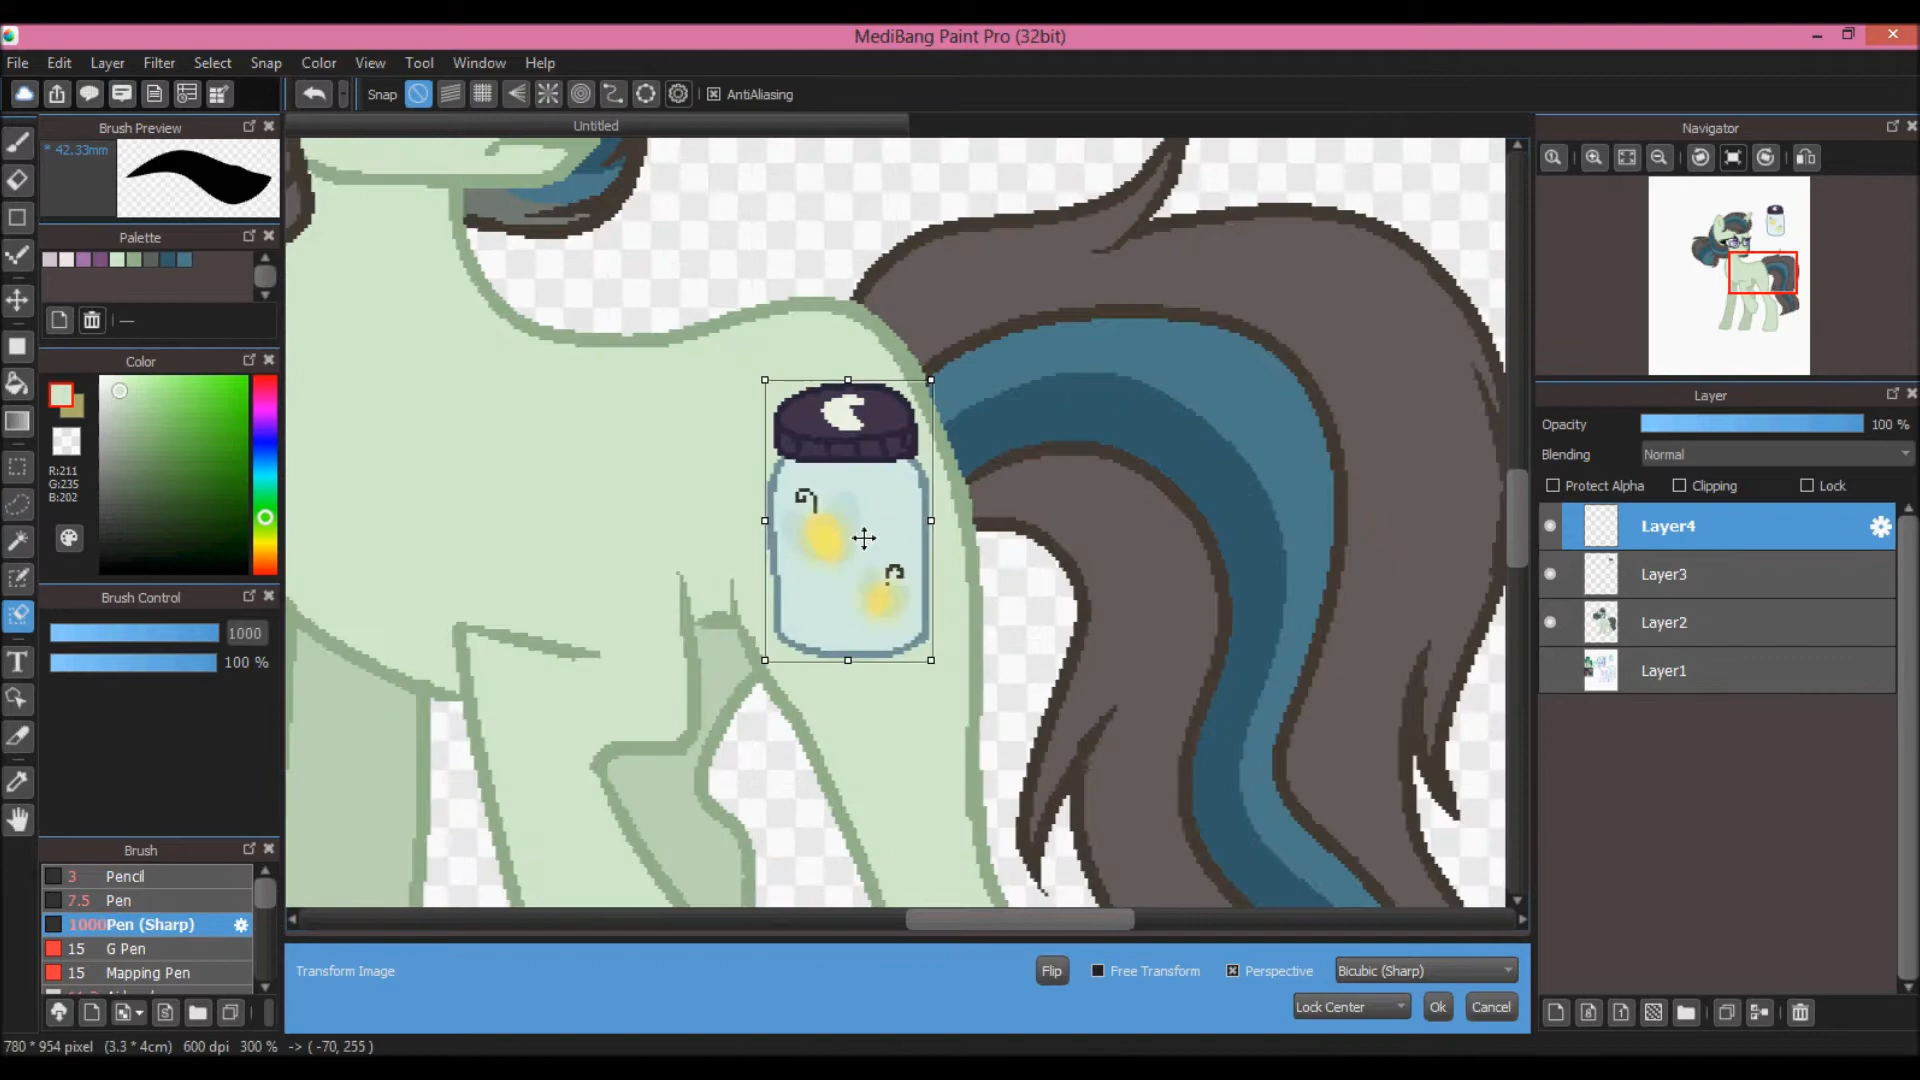 MediBang Paint Pro (32bit)
File Edit Layer Filter Select Snap Color View Tool Window Help
Snap AntiAliasing
Brush Preview
Untitled
Navigator
* 42.33mm
Palette
Color
R:211
G:235
B:202
Brush Control
1000
100 %
Brush
3 Pencil
7.5 Pen
1000 Pen (Sharp)
15 G Pen
15 Mapping Pen
Layer
Opacity 100 %
Blending Normal
Protect Alpha Clipping Lock
Layer4
Layer3
Layer2
Layer1
Transform Image Flip Free Transform Perspective Bicubic (Sharp)
Lock Center Ok Cancel
780 * 954 pixel (3.3 * 4cm) 600 dpi 300 % -> ( -70, 255 )